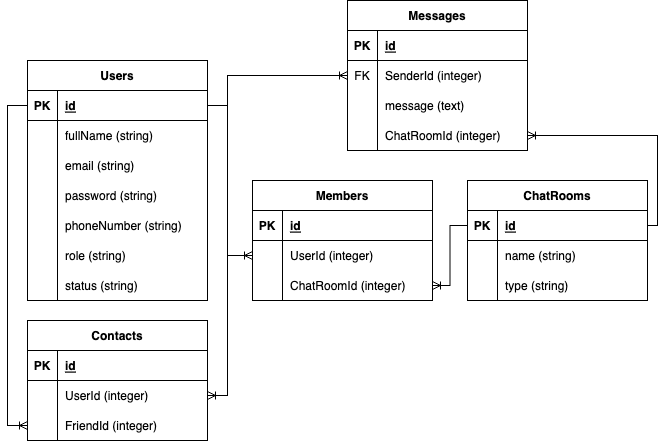 Messages
PK id
FK SenderId (integer)
message (text)
ChatRoomId (integer)
Users
PK id
fullName (string)
email (string)
password (string)
phoneNumber (string)
role (string)
status (string)
Members
PK id
UserId (integer)
ChatRoomId (integer)
ChatRooms
PK id
name (string)
type (string)
Contacts
PK id
UserId (integer)
FriendId (integer)